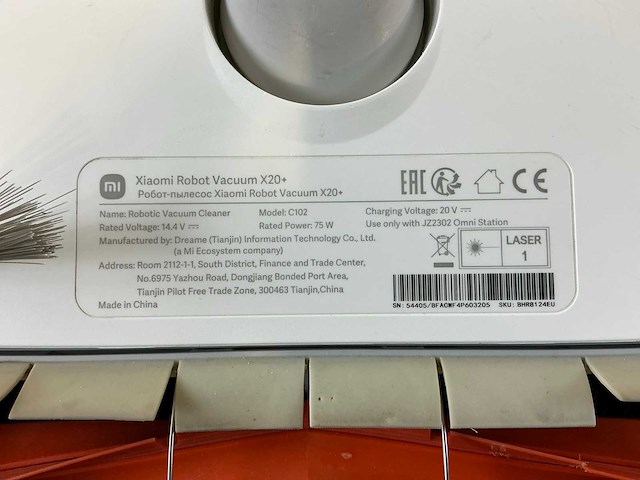 mi
Xiaomi Robot Vacuum X20+
Робот-пылесос Xiaomi Robot Vacuum X20+
EAC
CE
Name: Robotic Vacuum Cleaner Model: C102 Charging Voltage: 20 V ⎓
Rated Voltage: 14.4 V ⎓ Rated Power: 75 W Use only with JZ2302 Omni Station
Manufactured by: Dreame (Tianjin) Information Technology Co., Ltd.
(a Mi Ecosystem company)
LASER
1
Address: Room 2112-1-1, South District, Finance and Trade Center,
No.6975 Yazhou Road, Dongjiang Bonded Port Area,
Tianjin Pilot Free Trade Zone, 300463 Tianjin,China
Made in China
SN: 54405/BFACWF4P603205 SKU: BHR8124EU